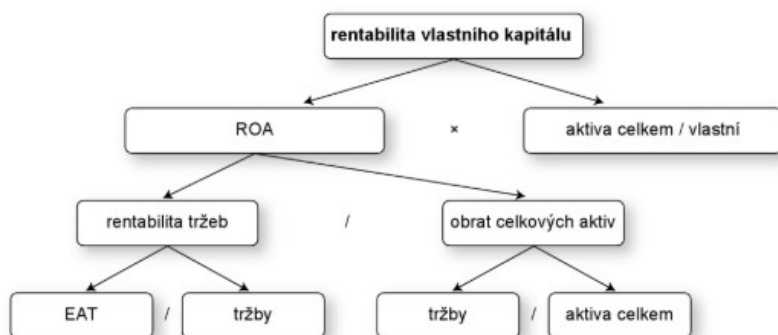 rentabilita vlastního kapitálu
ROA × aktiva celkem / vlastní
rentabilita tržeb / obrat celkových aktiv
EAT / tržby tržby / aktiva celkem